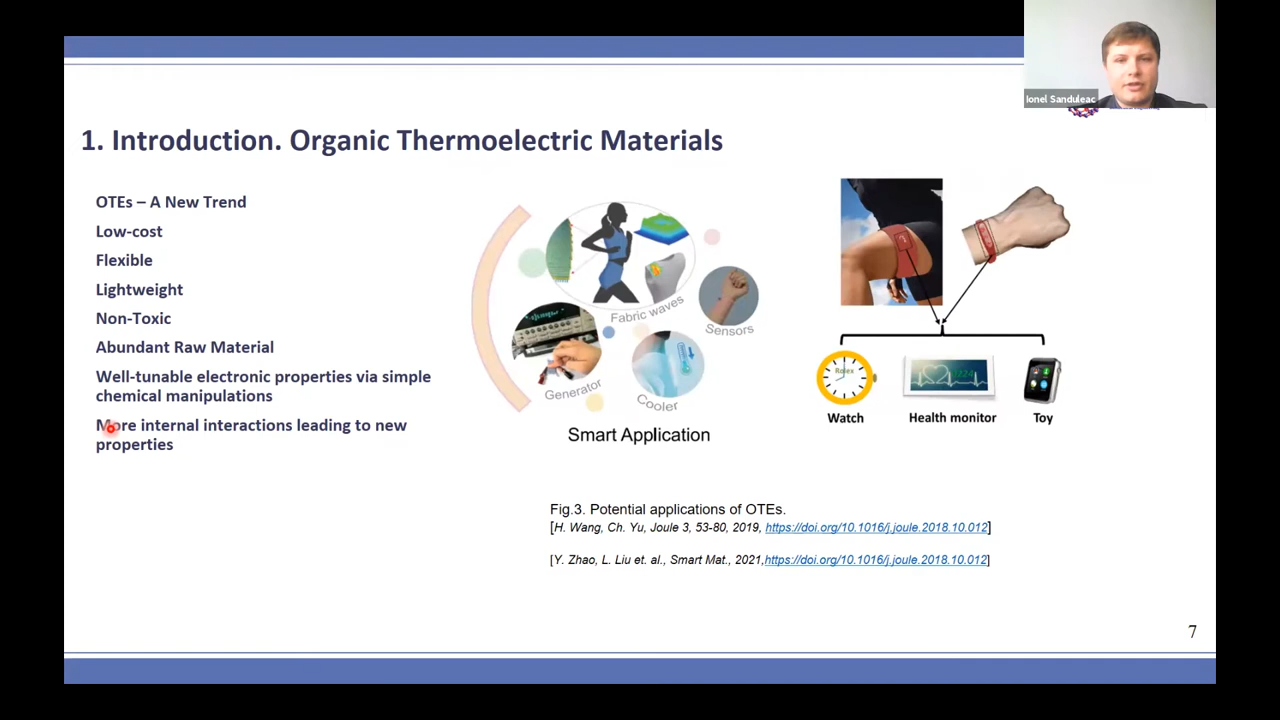 Ionel Sanduleac
1. Introduction. Organic Thermoelectric Materials
OTEs – A New Trend
Low-cost
Flexible
Lightweight
Non-Toxic
Abundant Raw Material
Well-tunable electronic properties via simple
chemical manipulations
More internal interactions leading to new
properties
Fabric waves
Sensors
Generator
Cooler
Smart Application
Rolex
Watch
Health monitor
Toy
Fig.3. Potential applications of OTEs.
[H. Wang, Ch. Yu, Joule 3, 53-80, 2019, https://doi.org/10.1016/j.joule.2018.10.012]
[Y. Zhao, L. Liu et. al., Smart Mat., 2021,https://doi.org/10.1016/j.joule.2018.10.012]
7